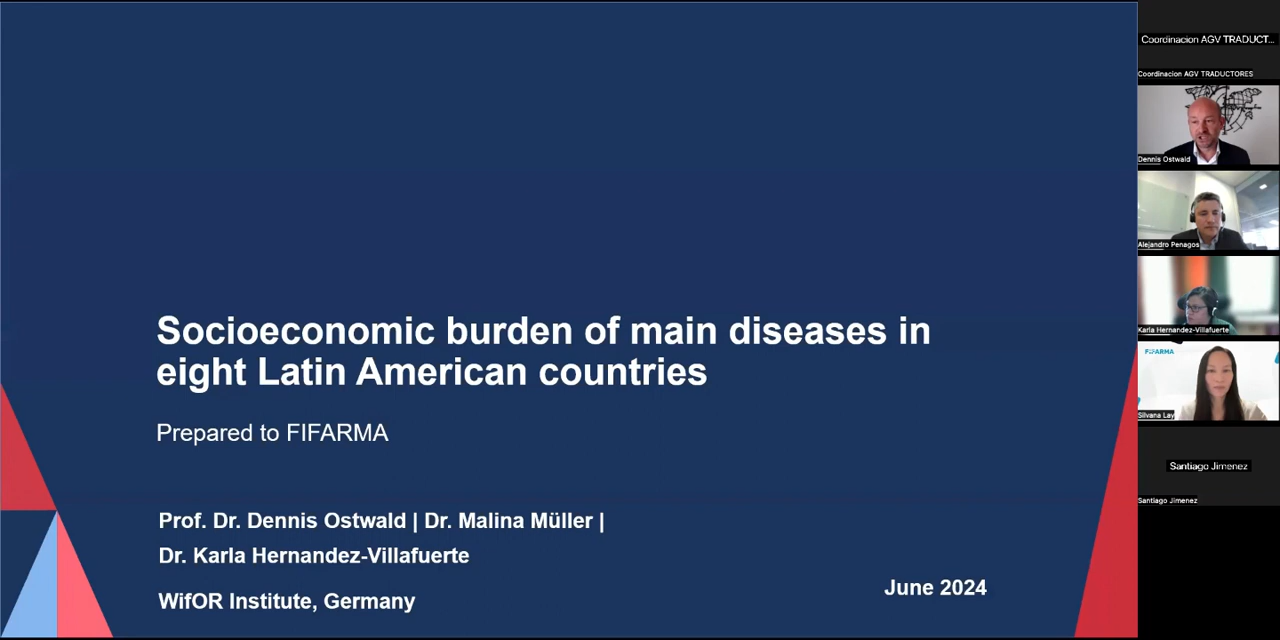 Socioeconomic burden of main diseases in
eight Latin American countries
Prepared to FIFARMA
Prof. Dr. Dennis Ostwald | Dr. Malina Müller |
Dr. Karla Hernandez-Villafuerte
WifOR Institute, Germany
June 2024
Coordinacion AGV TRADUCT...
Coordinacion AGV TRADUCTORES
Dennis Ostwald
Alejandro Penagos
Karla Hernandez-Villafuerte
FIFARMA
Silvana Lay
Santiago Jimenez
Santiago Jimenez